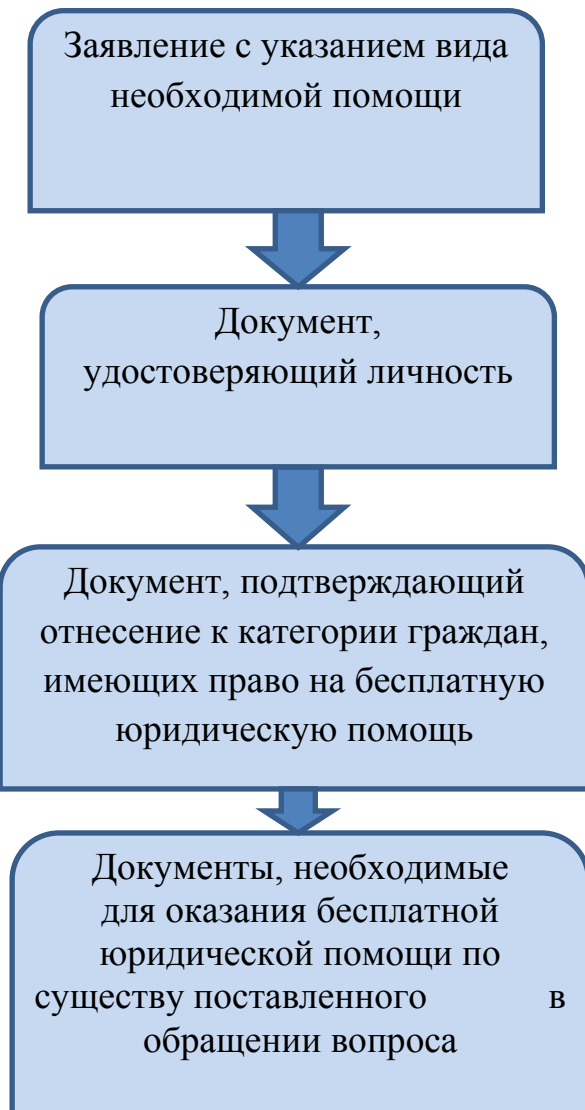 Заявление с указанием вида
необходимой помощи
Документ,
удостоверяющий личность
Документ, подтверждающий
отнесение к категории граждан,
имеющих право на бесплатную
юридическую помощь
Документы, необходимые
для оказания бесплатной
юридической помощи по
существу поставленного в
обращении вопроса